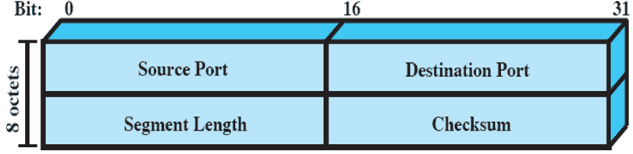 Bit: 0 16 31
8 octets
Source Port Destination Port
Segment Length Checksum